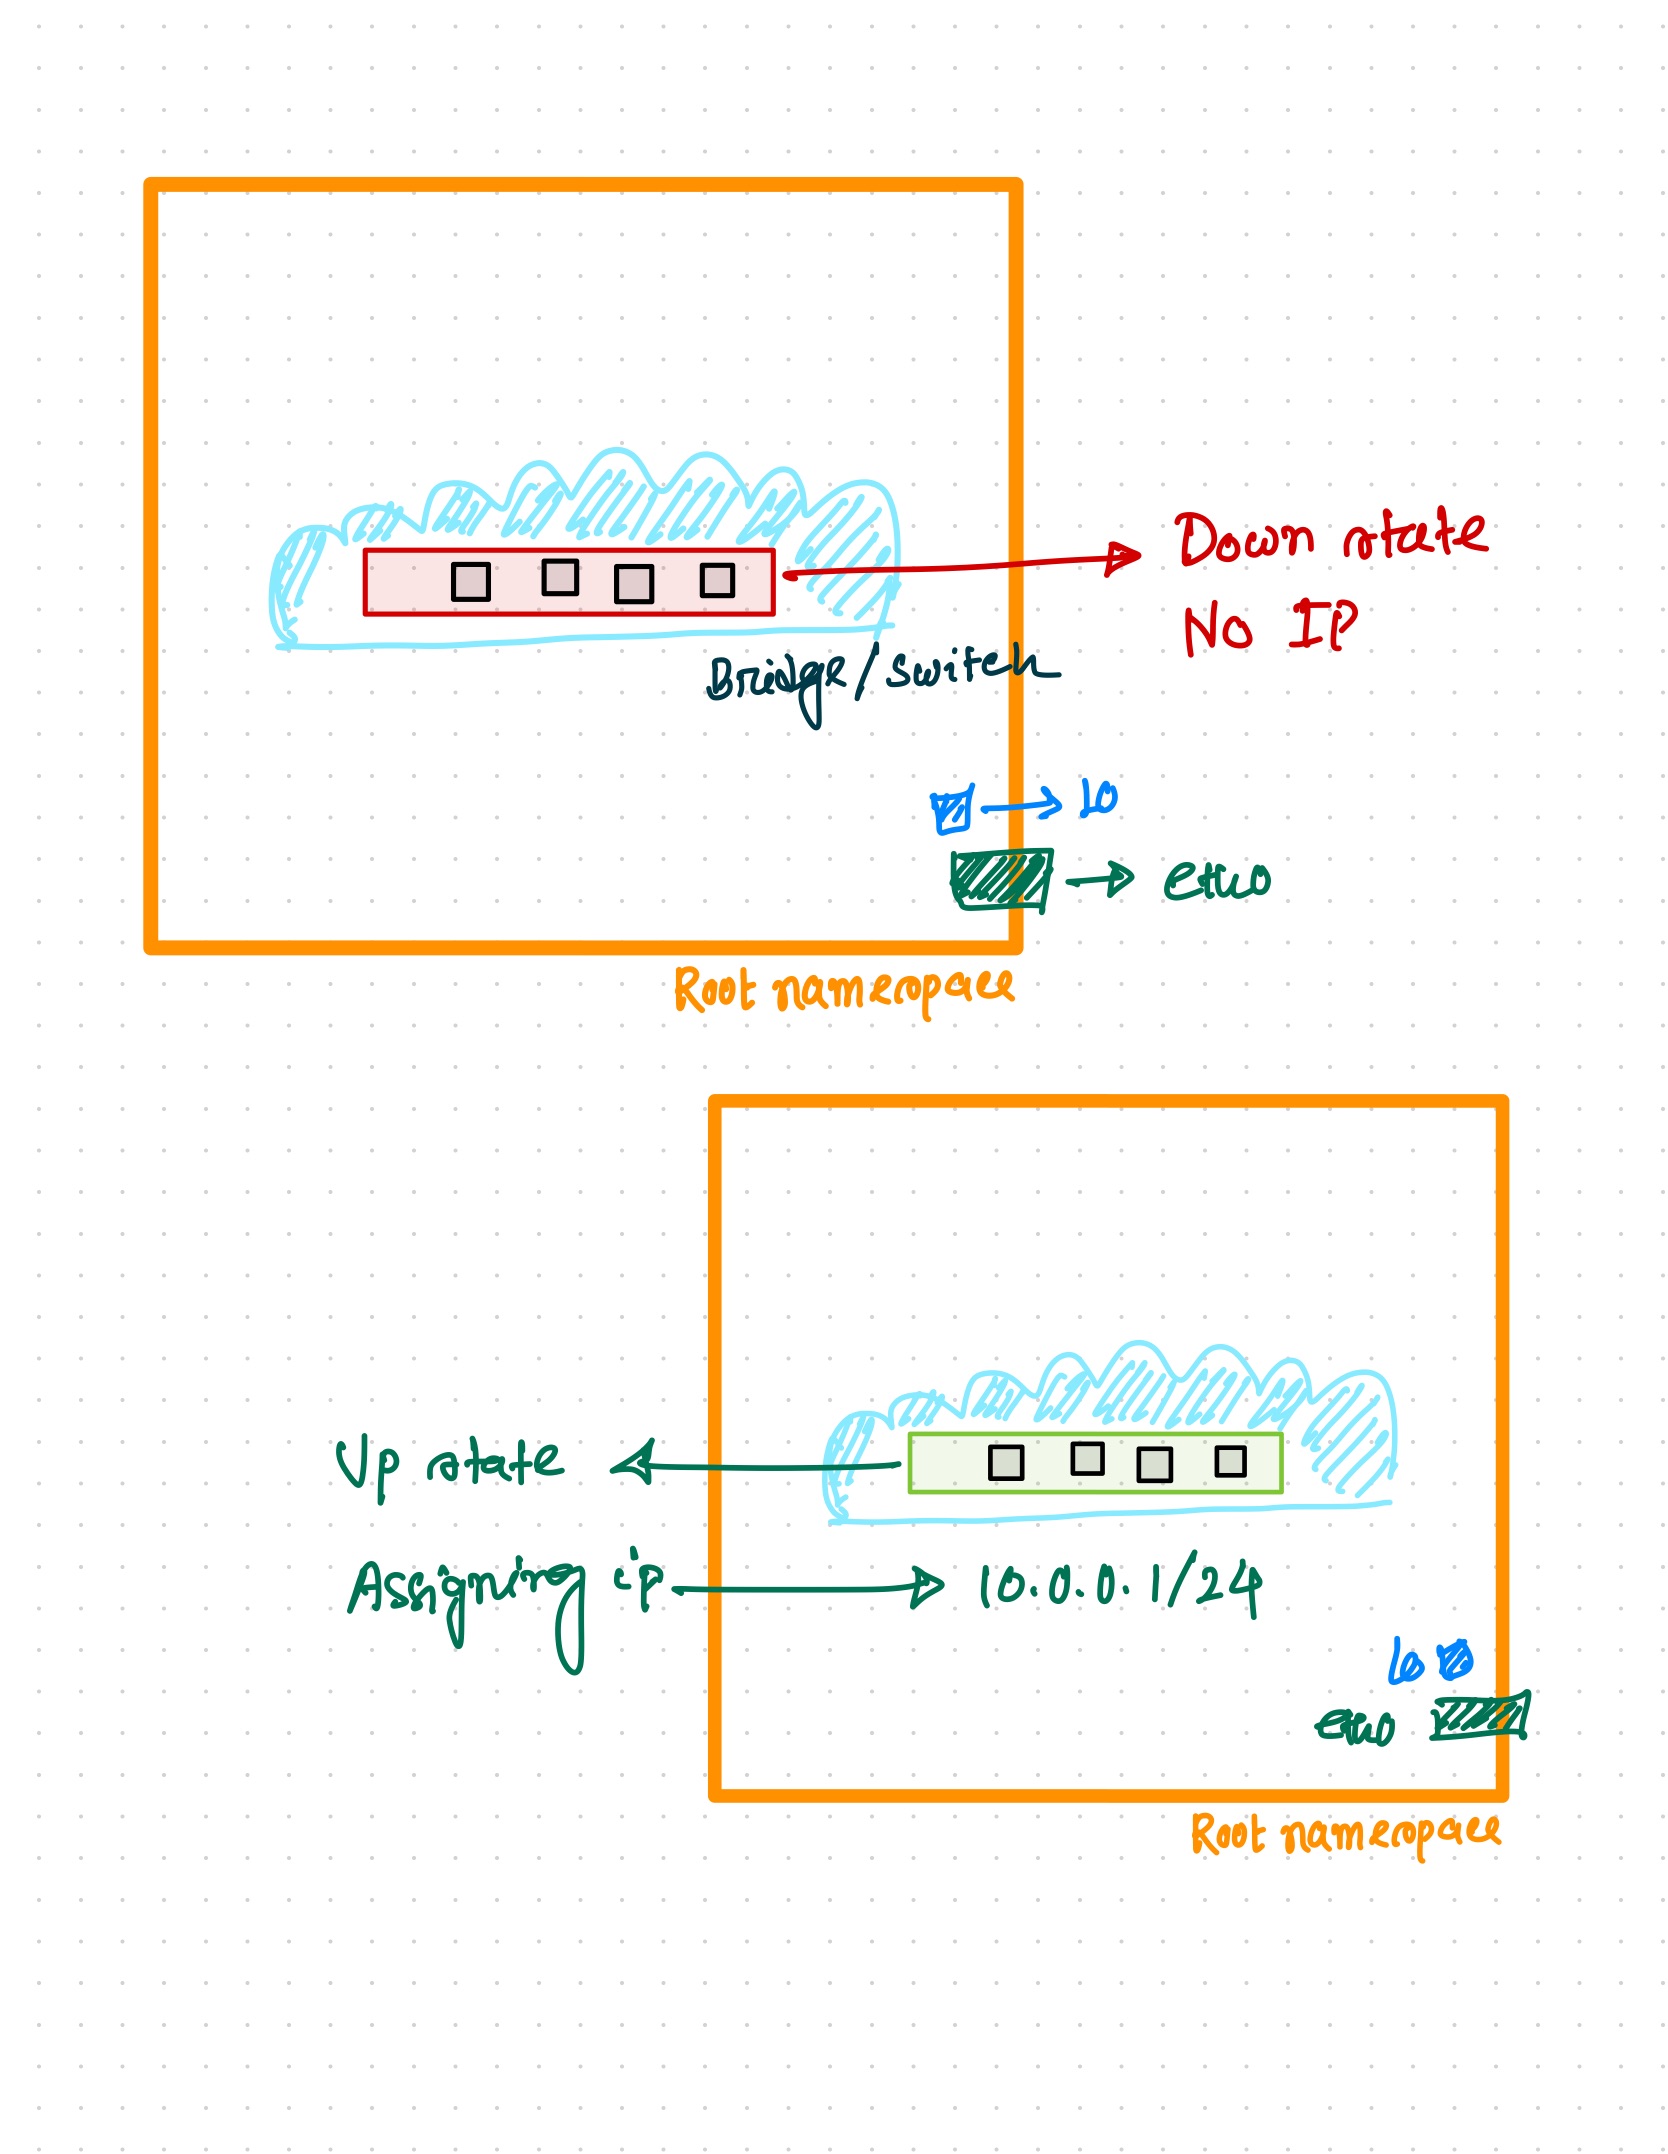 Down state
No IP
Bridge/switch
lo
eth0
Root namespace
Up state
Assigning ip
10.0.0.1/24
lo
eth0
Root namespace